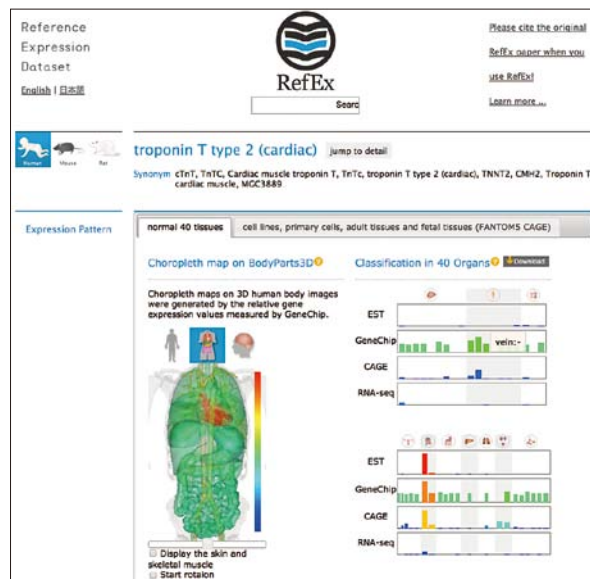 Reference
Expression
Dataset
English | 日本語
RefEx
Searc
Please cite the original
RefEx paper when you
use RefEx!
Learn more ...
Human Mouse Rat
troponin T type 2 (cardiac) jump to detail
Synonym cTnT, TnTC, Cardiac muscle troponin T, TnTc, troponin T type 2 (cardiac), TNNT2, CMH2, Troponin T
cardiac muscle, MGC3889
Expression Pattern
normal 40 tissues
cell lines, primary cells, adult tissues and fetal tissues (FANTOM5 CAGE)
Choropleth map on BodyParts3D
Choropleth maps on 3D human body images
were generated by the relative gene
expression values measured by GeneChip.
Display the skin and
skeletal muscle
Start rotaion
Classification in 40 Organs Download
EST
GeneChip
vein:-
CAGE
RNA-seq
EST
GeneChip
CAGE
RNA-seq